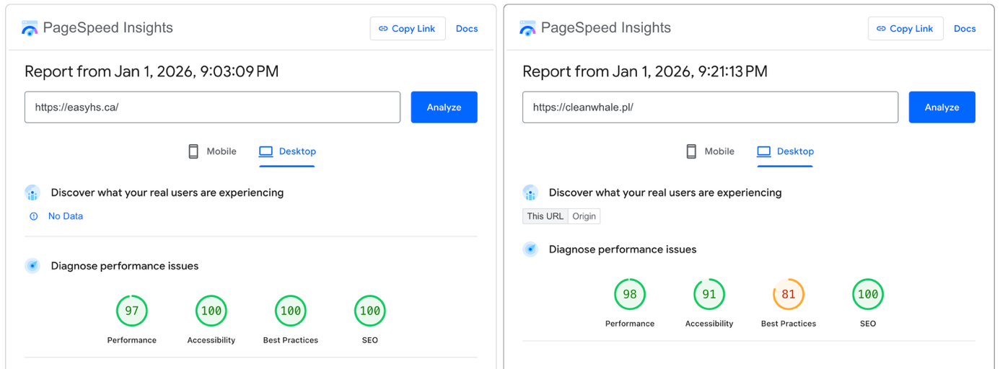 PageSpeed Insights
Copy Link
Docs
Report from Jan 1, 2026, 9:03:09 PM
https://easyhs.ca/
Analyze
Mobile
Desktop
Discover what your real users are experiencing
No Data
Diagnose performance issues
97
100
100
100
Performance
Accessibility
Best Practices
SEO
PageSpeed Insights
Copy Link
Docs
Report from Jan 1, 2026, 9:21:13 PM
https://cleanwhale.pl/
Analyze
Mobile
Desktop
Discover what your real users are experiencing
This URL
Origin
Diagnose performance issues
98
91
81
100
Performance
Accessibility
Best Practices
SEO